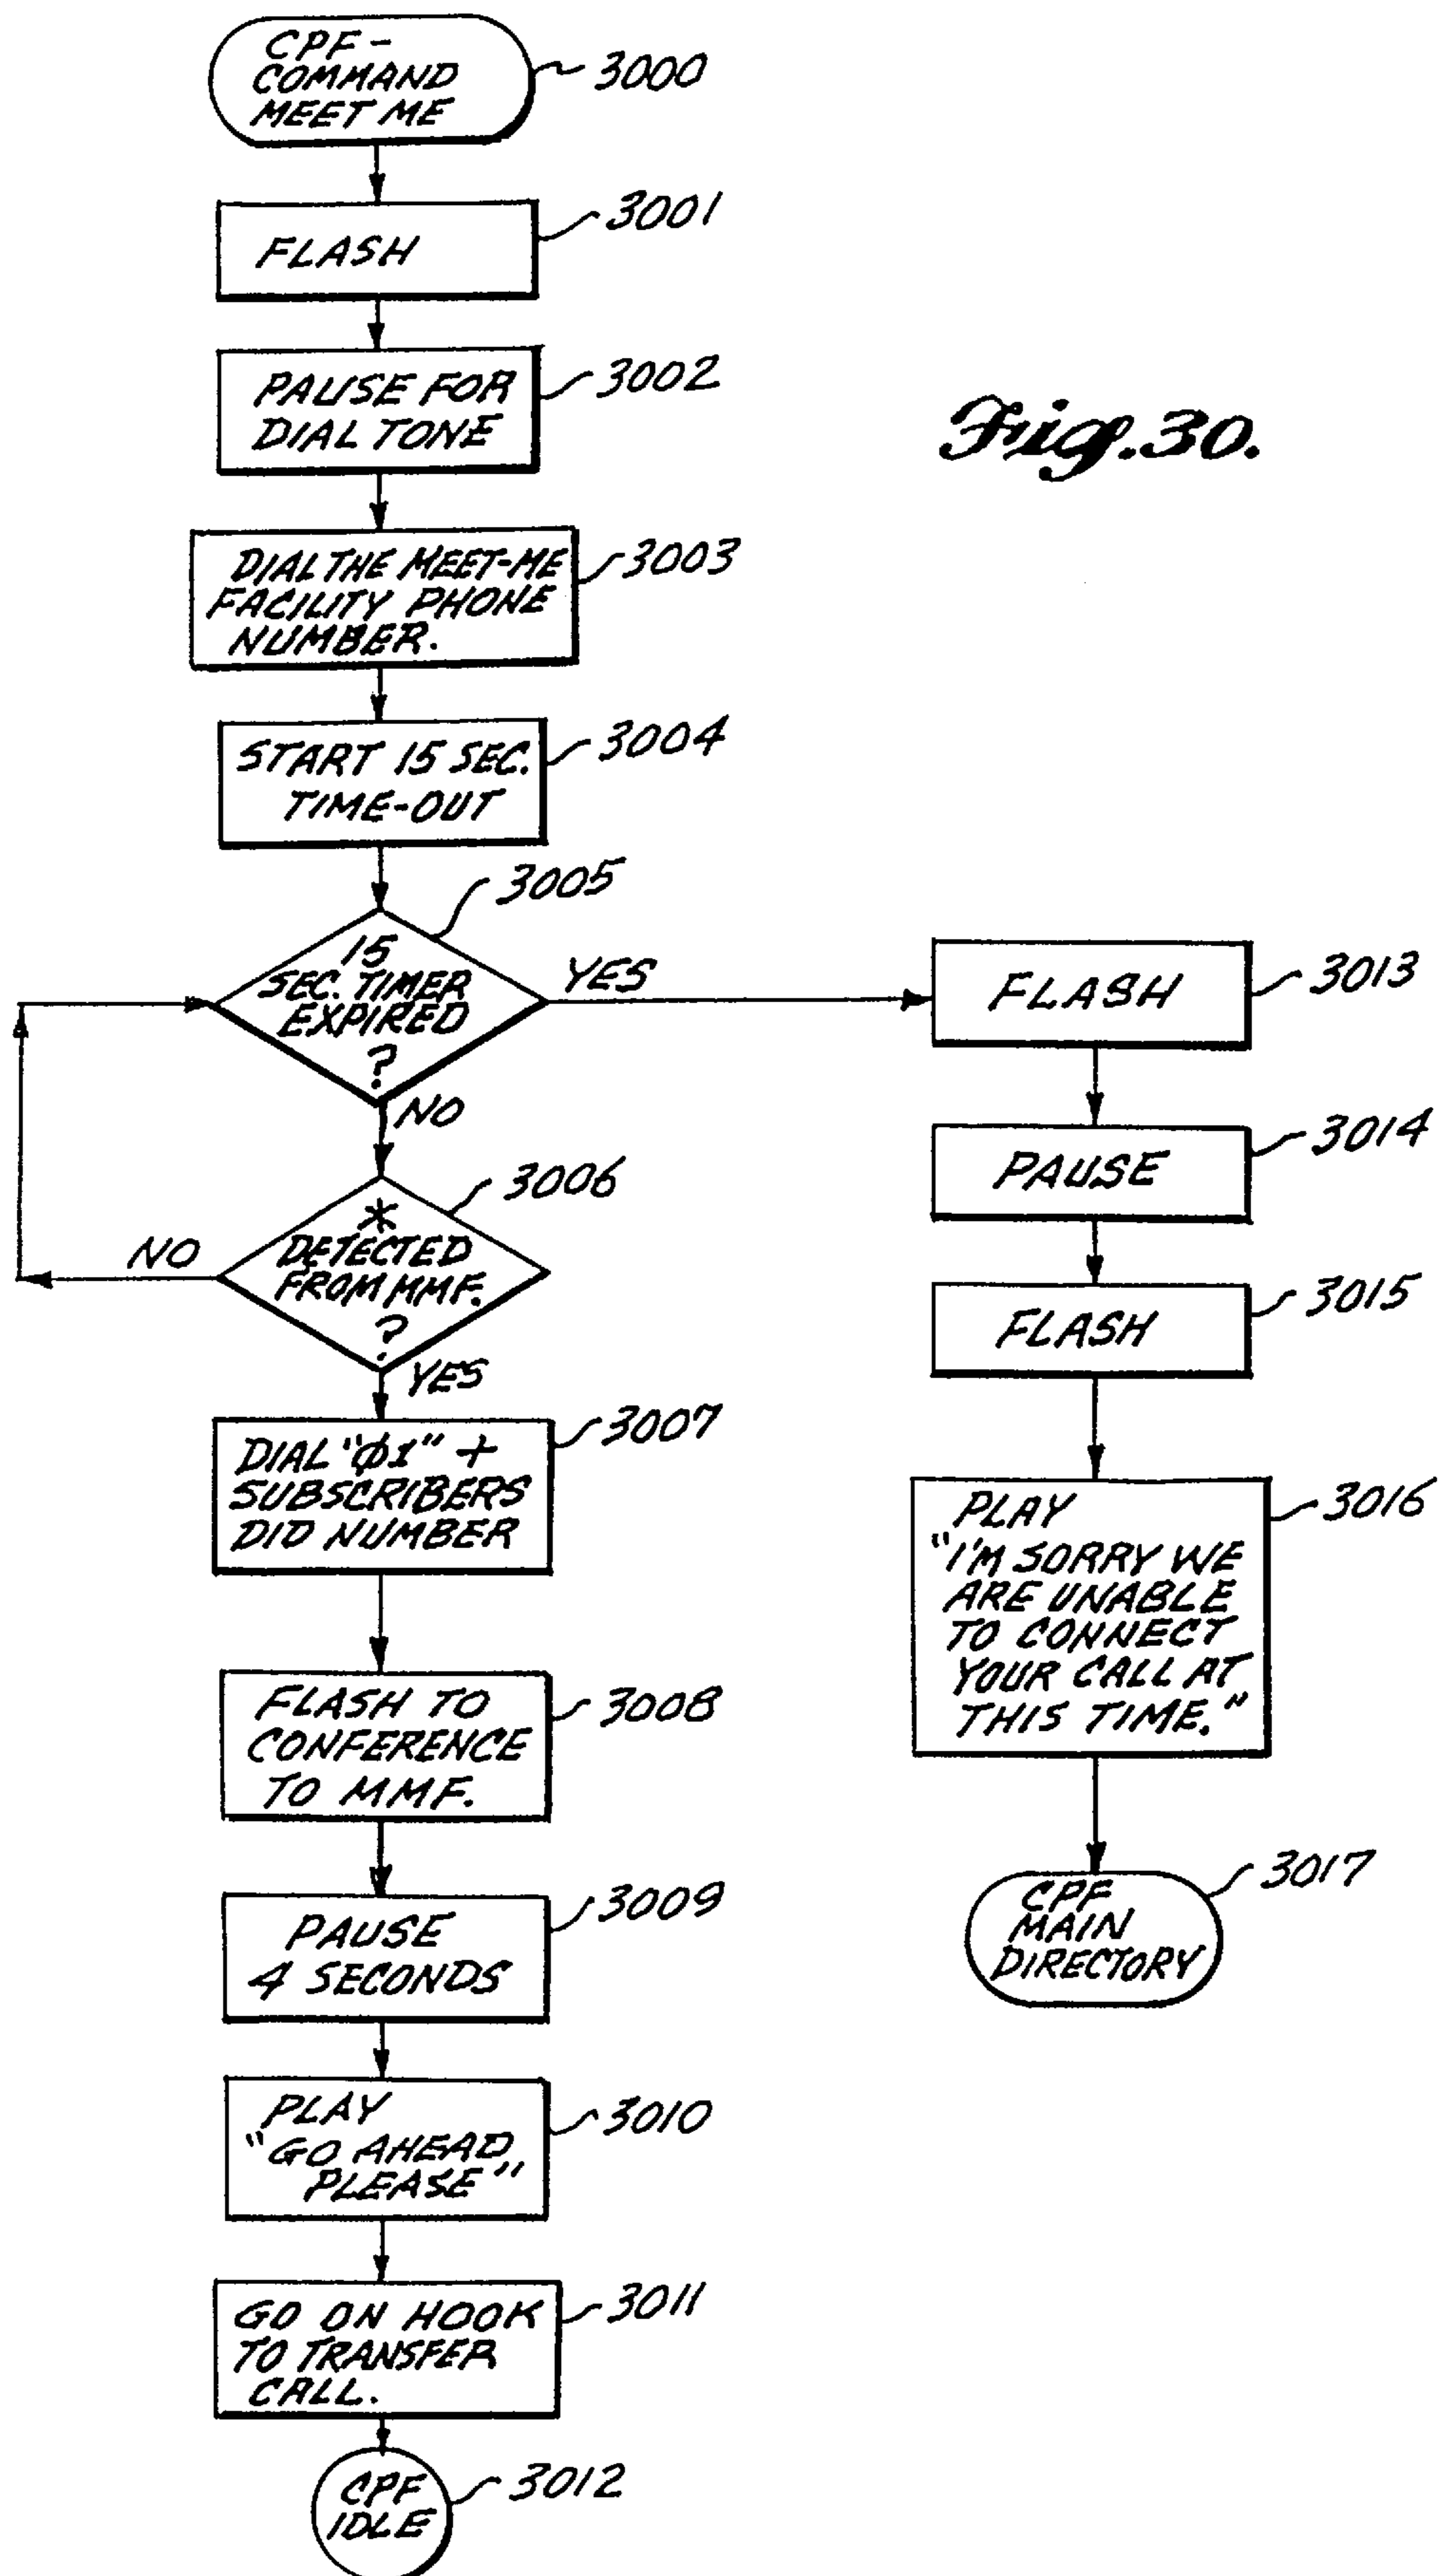 CPF-
COMMAND
MEET ME
3000
FLASH
3001
PAUSE FOR
DIAL TONE
3002
Fig. 30.
DIAL THE MEET-ME
FACILITY PHONE
NUMBER.
3003
START 15 SEC.
TIME-OUT
3004
15
SEC. TIMER
EXPIRED
?
3005
YES
NO
*
DETECTED
FROM MMF.
?
3006
NO
YES
DIAL "Ø1" +
SUBSCRIBERS
DID NUMBER
3007
FLASH TO
CONFERENCE
TO MMF.
3008
PAUSE
4 SECONDS
3009
PLAY
"GO AHEAD
PLEASE"
3010
GO ON HOOK
TO TRANSFER
CALL.
3011
CPF
IDLE
3012
FLASH
3013
PAUSE
3014
FLASH
3015
PLAY
"I'M SORRY WE
ARE UNABLE
TO CONNECT
YOUR CALL AT
THIS TIME."
3016
CPF
MAIN
DIRECTORY
3017